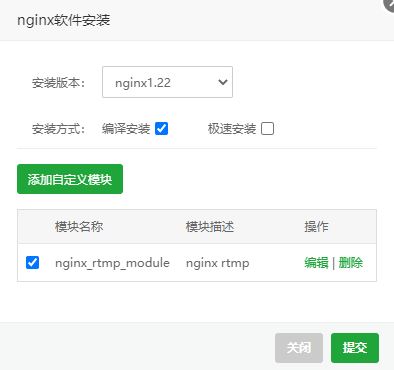 nginx软件安装
安装版本： nginx1.22
安装方式： 编译安装 极速安装
添加自定义模块
模块名称 模块描述 操作
nginx_rtmp_module nginx rtmp 编辑 | 删除
关闭 提交